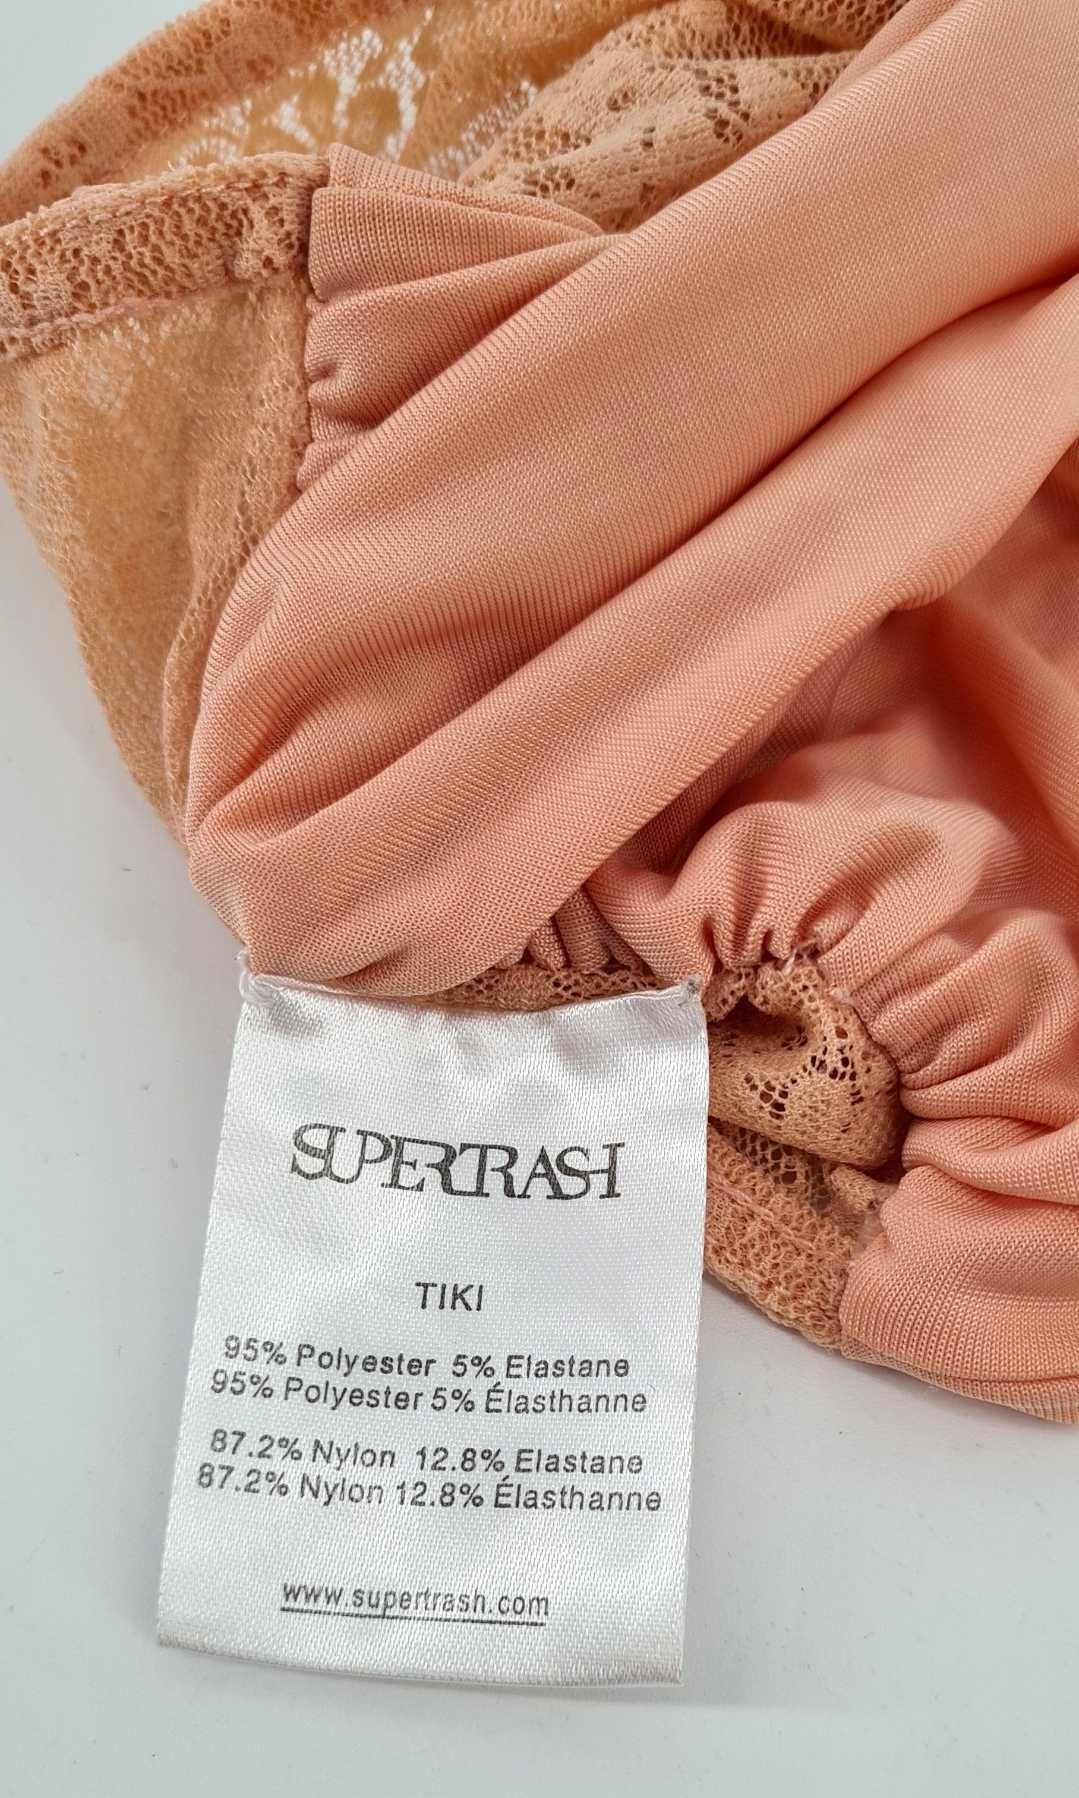 SUPERTRASH
TIKI
95% Polyester 5% Elastane
95% Polyester 5% Élasthanne
87.2% Nylon 12.8% Elastane
87.2% Nylon 12.8% Élasthanne
www.supertrash.com